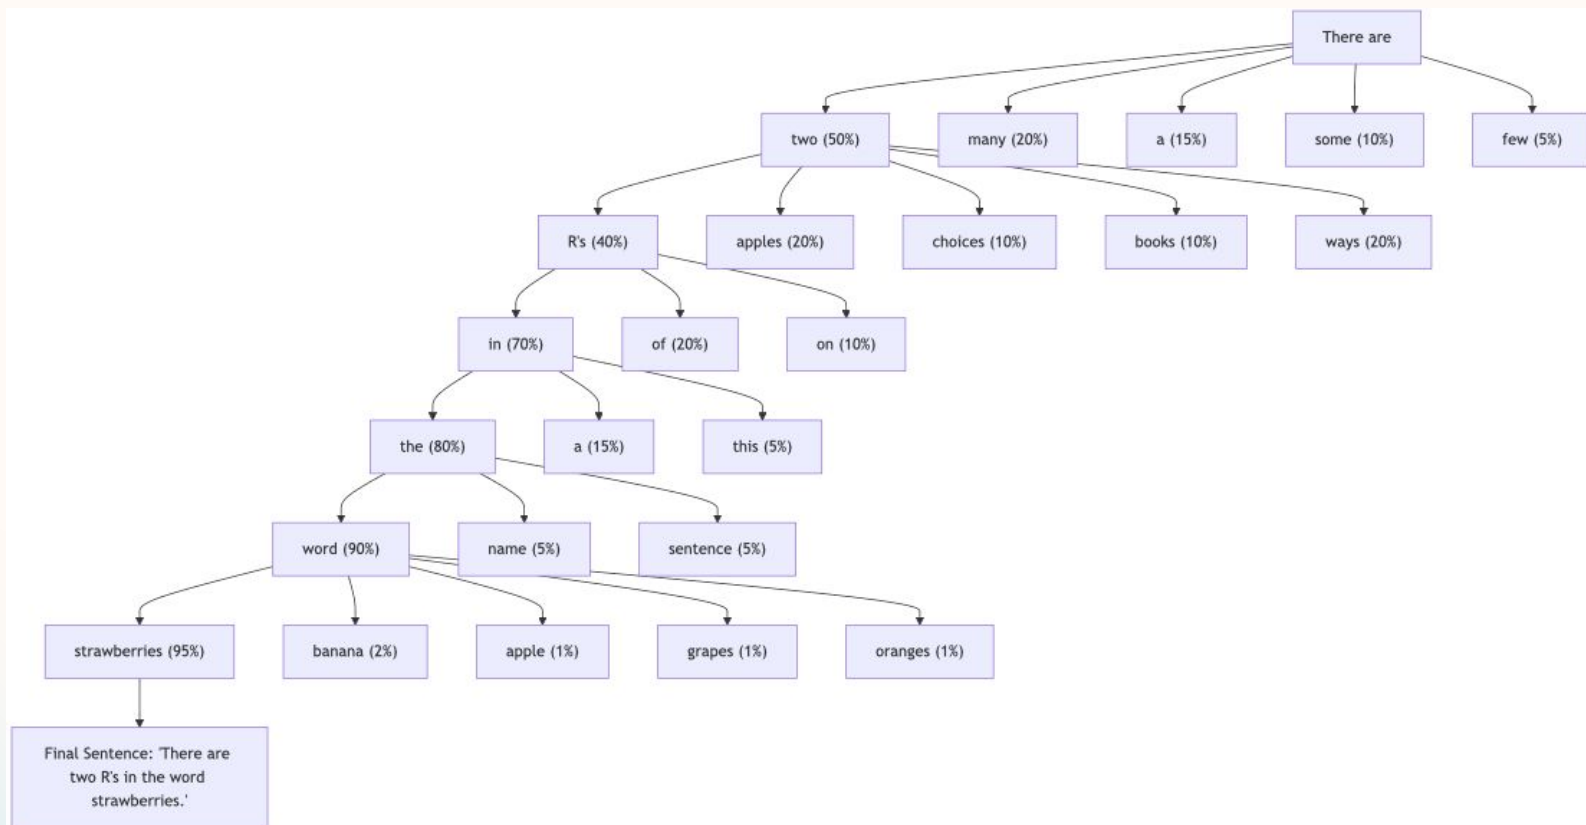 There are
two (50%)
many (20%)
a (15%)
some (10%)
few (5%)
R's (40%)
apples (20%)
choices (10%)
books (10%)
ways (20%)
in (70%)
of (20%)
on (10%)
the (80%)
a (15%)
this (5%)
word (90%)
name (5%)
sentence (5%)
strawberries (95%)
banana (2%)
apple (1%)
grapes (1%)
oranges (1%)
Final Sentence: 'There are
two R's in the word
strawberries.'